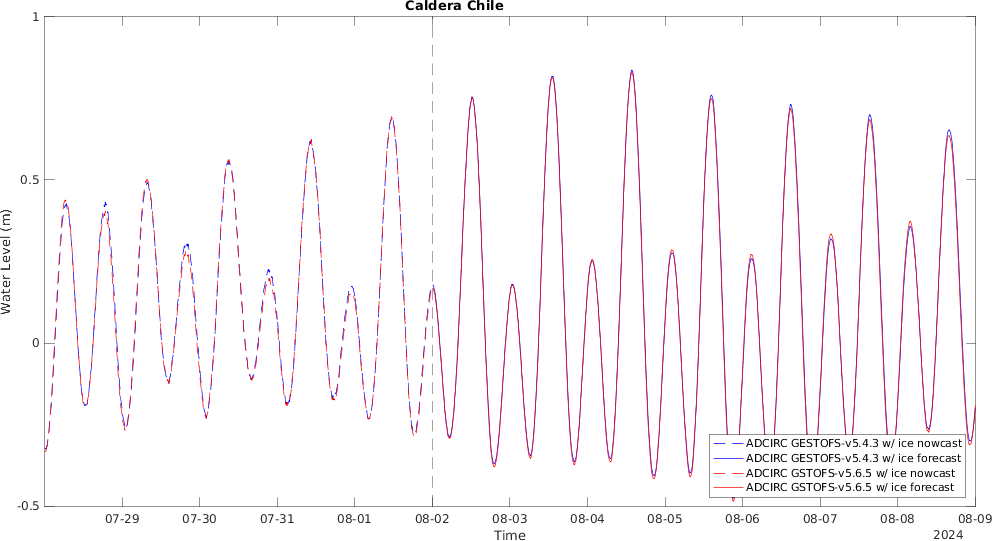 Caldera Chile
1
0.5
0
-0.5
Water Level (m)
ADCIRC GESTOFS-v5.4.3 w/ ice nowcast
ADCIRC GESTOFS-v5.4.3 w/ ice forecast
ADCIRC GSTOFS-v5.6.5 w/ ice nowcast
ADCIRC GSTOFS-v5.6.5 w/ ice forecast
07-29 07-30 07-31 08-01 08-02 08-03 08-04 08-05 08-06 08-07 08-08 08-09
Time
2024